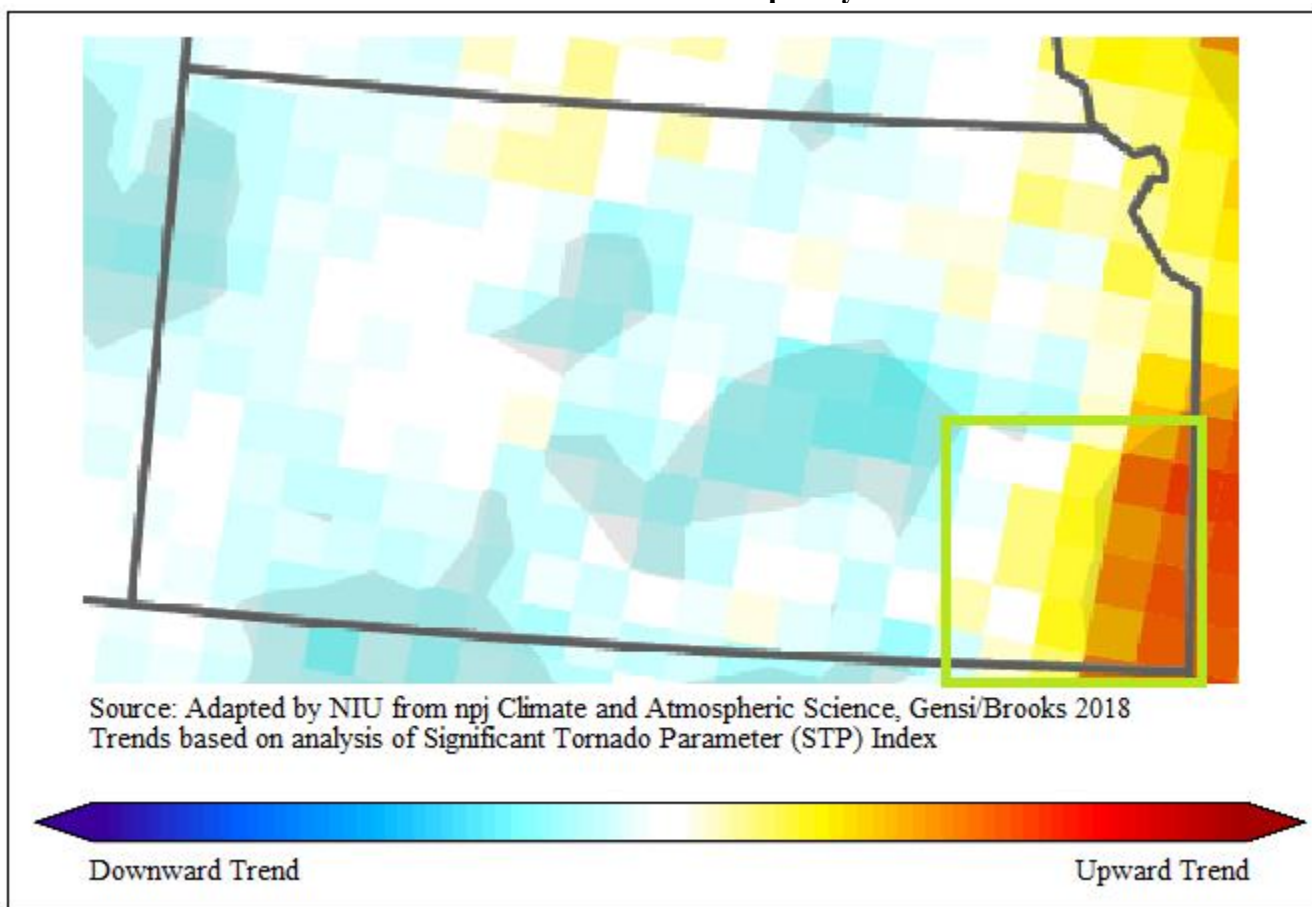 Source: Adapted by NIU from npj Climate and Atmospheric Science, Gensi/Brooks 2018
Trends based on analysis of Significant Tornado Parameter (STP) Index
Downward Trend
Upward Trend